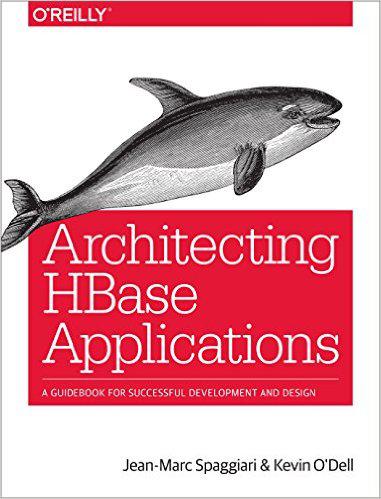 O'REILLY®
Architecting
HBase
Applications
A GUIDEBOOK FOR SUCCESSFUL DEVELOPMENT AND DESIGN
Jean-Marc Spaggiari & Kevin O'Dell